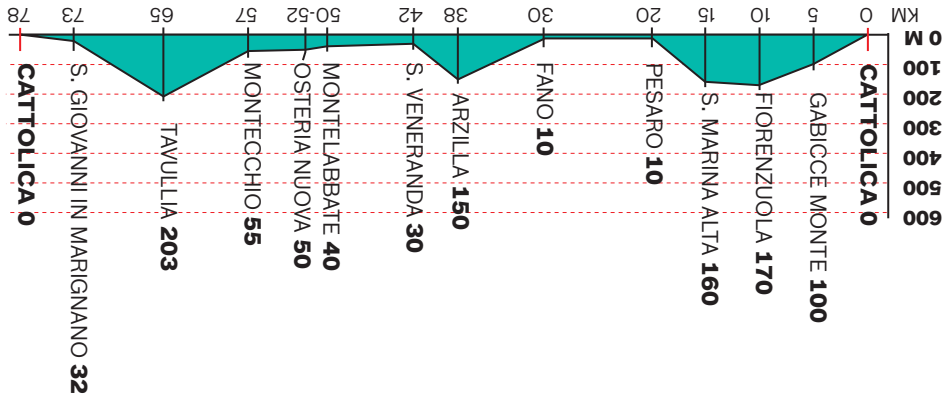 CATTOLICA 0
GABICCE MONTE 100
FIORENZUOLA 170
S. MARINA ALTA 160
PESARO 10
FANO 10
ARZILLA 150
S. VENERANDA 30
MONTELABBATE 40
OSTERIA NUOVA 50
MONTECCHIO 55
TAVULLIA 203
S. GIOVANNI IN MARIGNANO 32
CATTOLICA 0
600
500
400
300
200
100
0 M
KM 0 5 10 15 20 30 38 42 50-52 57 65 73 78